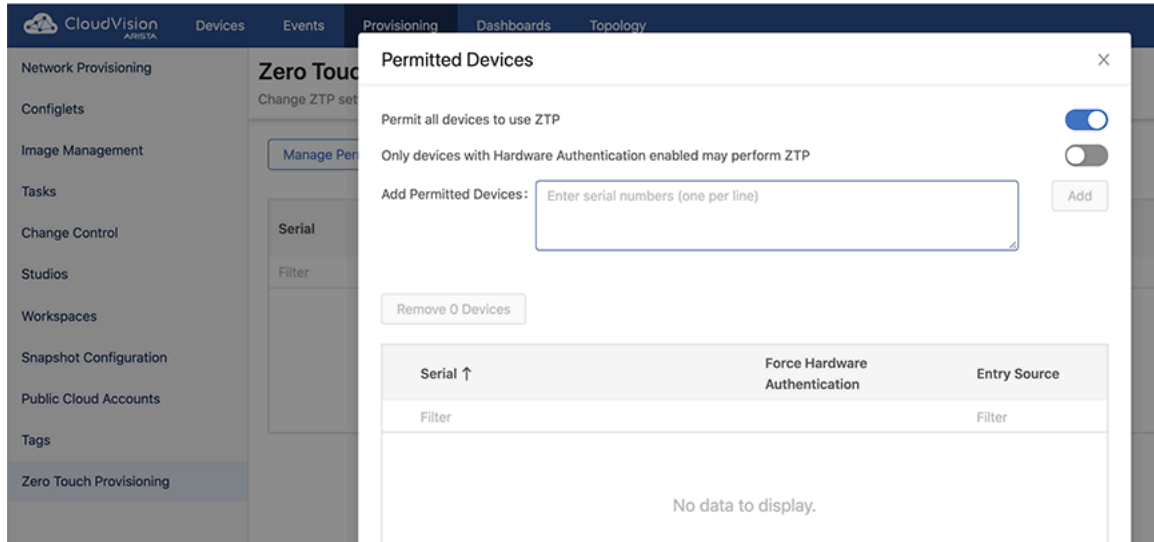 CloudVision
ARISTA
Devices
Events
Provisioning
Dashboards
Topology
Network Provisioning
Configlets
Image Management
Tasks
Change Control
Studios
Workspaces
Snapshot Configuration
Public Cloud Accounts
Tags
Zero Touch Provisioning
Zero Touc
Change ZTP set
Manage Per
Serial
Filter
Permitted Devices
Permit all devices to use ZTP
Only devices with Hardware Authentication enabled may perform ZTP
Add Permitted Devices:
Enter serial numbers (one per line)
Add
Remove 0 Devices
Serial ↑
Force Hardware
Authentication
Entry Source
Filter
Filter
No data to display.